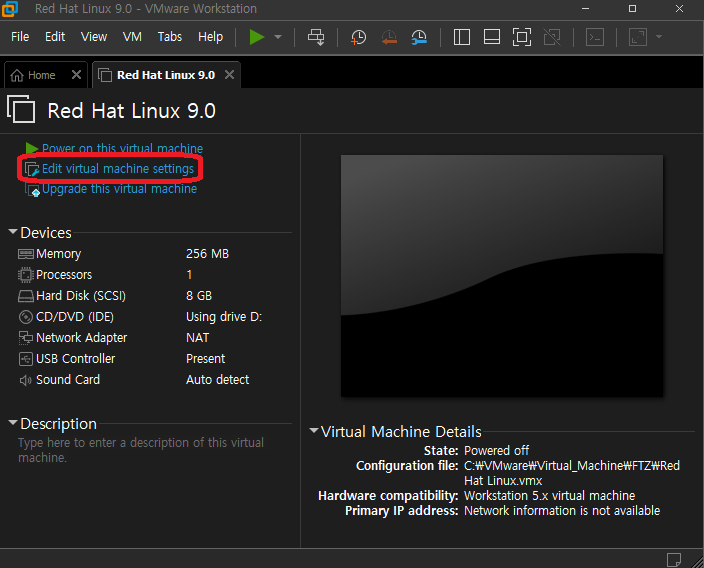 Red Hat Linux 9.0 - VMware Workstation
File Edit View VM Tabs Help
Home Red Hat Linux 9.0
Red Hat Linux 9.0
Power on this virtual machine
Edit virtual machine settings
Upgrade this virtual machine
Devices
Memory 256 MB
Processors 1
Hard Disk (SCSI) 8 GB
CD/DVD (IDE) Using drive D:
Network Adapter NAT
USB Controller Present
Sound Card Auto detect
Description
Type here to enter a description of this virtual
machine.
Virtual Machine Details
State: Powered off
Configuration file: C:₩VMware₩Virtual_Machine₩FTZ₩Red
Hat Linux.vmx
Hardware compatibility: Workstation 5.x virtual machine
Primary IP address: Network information is not available